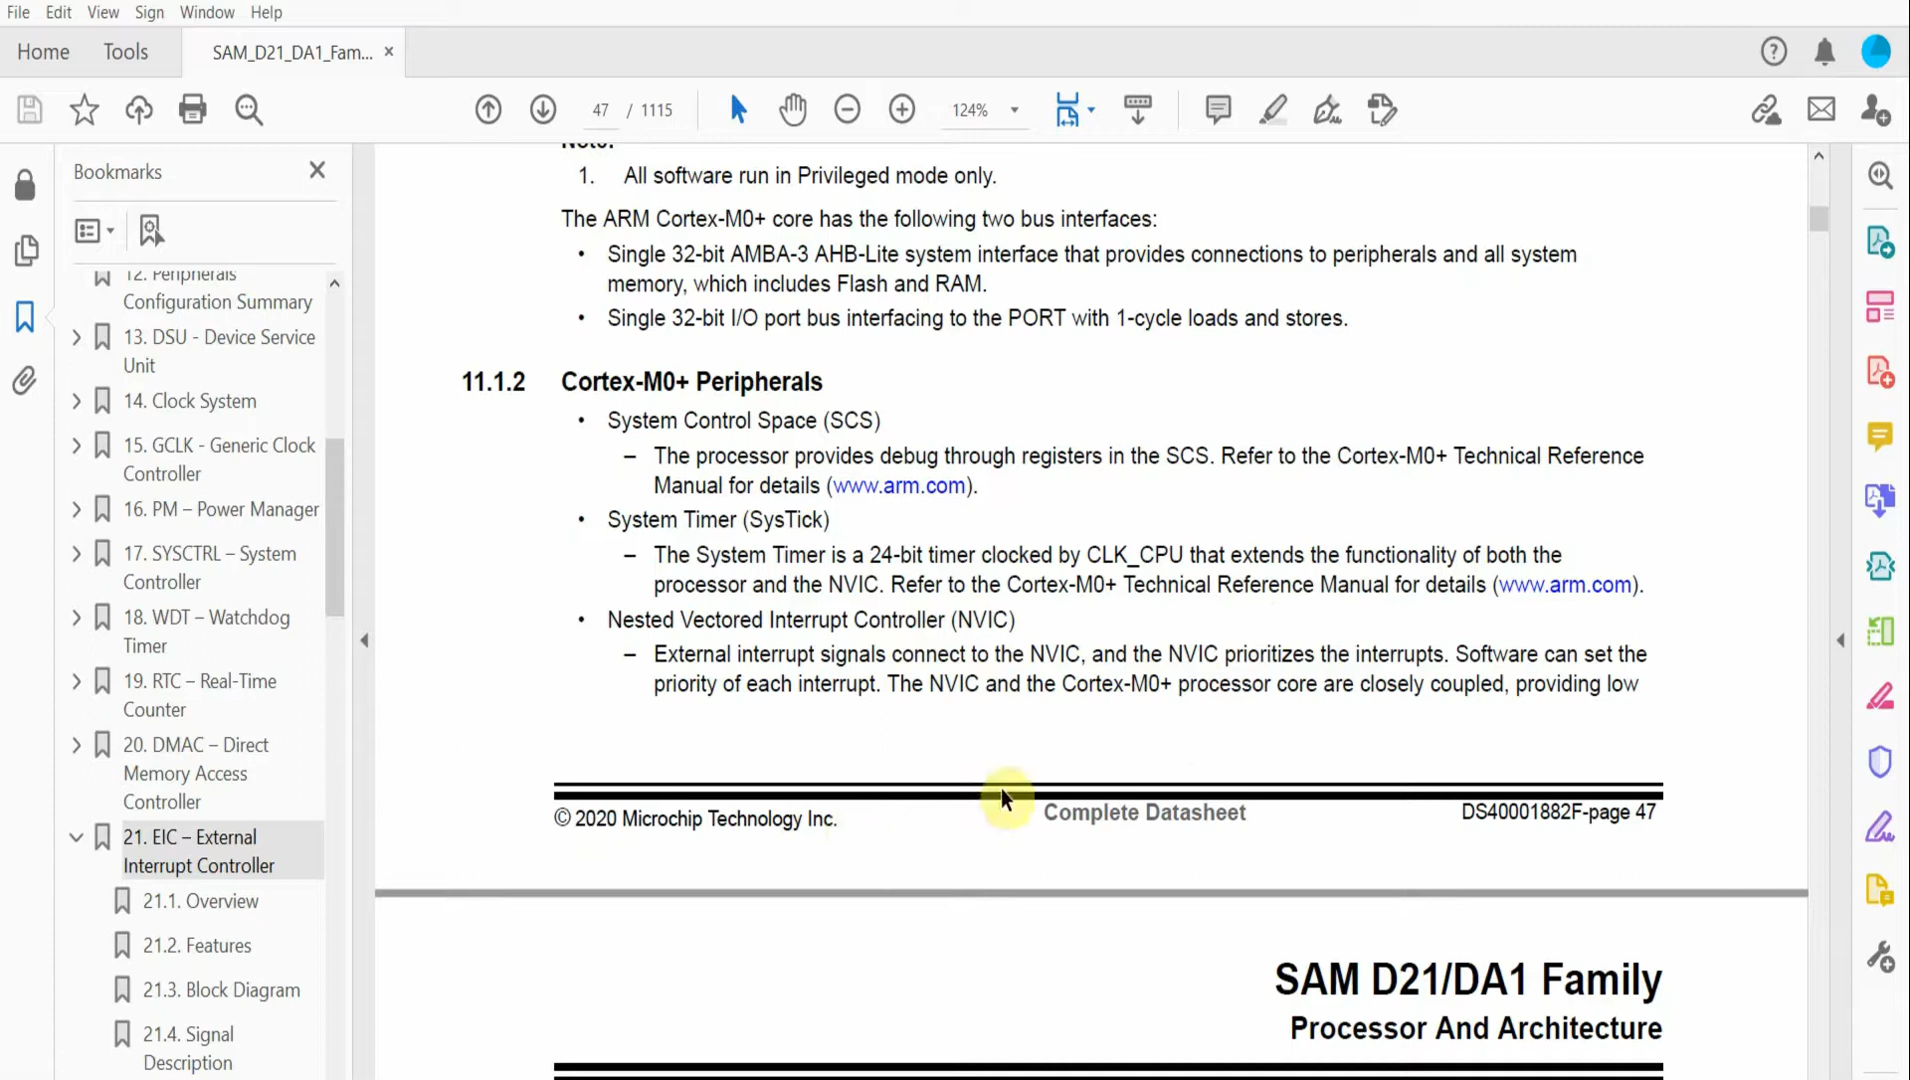 File Edit View Sign Window Help
Home Tools SAM_D21_DA1_Fam... ×
47 / 1115 124%
Bookmarks
12. Peripherals
Configuration Summary
13. DSU - Device Service
Unit
14. Clock System
15. GCLK - Generic Clock
Controller
16. PM – Power Manager
17. SYSCTRL – System
Controller
18. WDT – Watchdog
Timer
19. RTC – Real-Time
Counter
20. DMAC – Direct
Memory Access
Controller
21. EIC – External
Interrupt Controller
21.1. Overview
21.2. Features
21.3. Block Diagram
21.4. Signal
Description
Note:
1. All software run in Privileged mode only.
The ARM Cortex-M0+ core has the following two bus interfaces:
• Single 32-bit AMBA-3 AHB-Lite system interface that provides connections to peripherals and all system
memory, which includes Flash and RAM.
• Single 32-bit I/O port bus interfacing to the PORT with 1-cycle loads and stores.
11.1.2 Cortex-M0+ Peripherals
• System Control Space (SCS)
– The processor provides debug through registers in the SCS. Refer to the Cortex-M0+ Technical Reference
Manual for details (www.arm.com).
• System Timer (SysTick)
– The System Timer is a 24-bit timer clocked by CLK_CPU that extends the functionality of both the
processor and the NVIC. Refer to the Cortex-M0+ Technical Reference Manual for details (www.arm.com).
• Nested Vectored Interrupt Controller (NVIC)
– External interrupt signals connect to the NVIC, and the NVIC prioritizes the interrupts. Software can set the
priority of each interrupt. The NVIC and the Cortex-M0+ processor core are closely coupled, providing low
© 2020 Microchip Technology Inc. Complete Datasheet DS40001882F-page 47
SAM D21/DA1 Family
Processor And Architecture